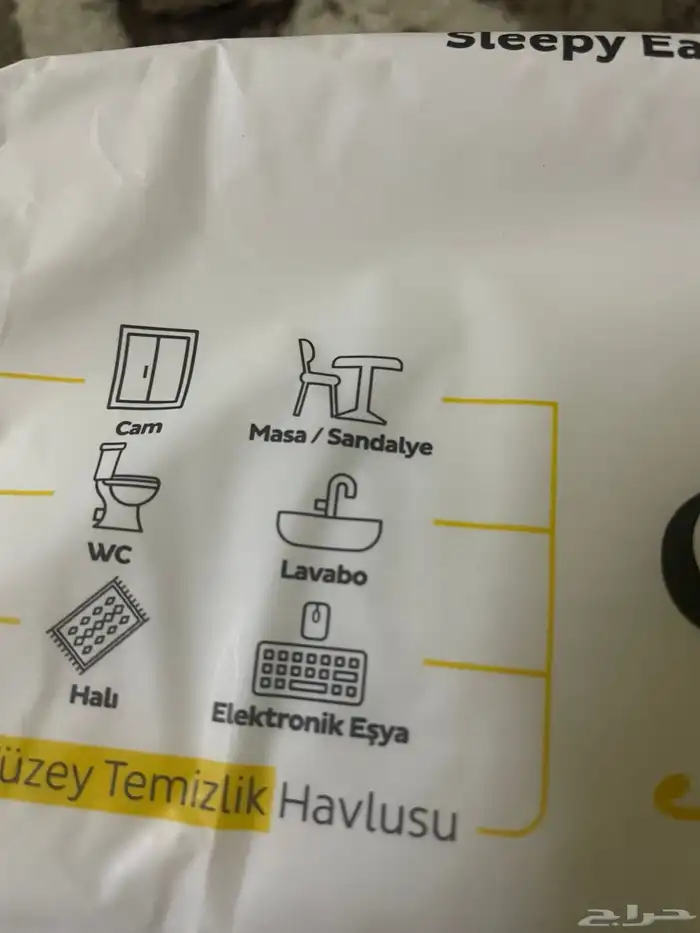 Sleepy Ea
Cam
Masa / Sandalye
WC
Lavabo
Halı
Elektronik Eşya
üzey Temizlik Havlusu
حراج